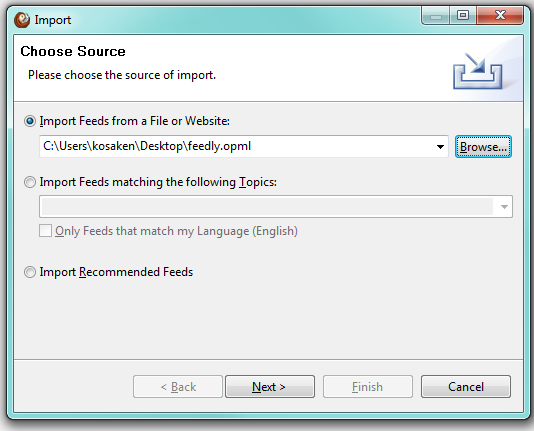 Import
Choose Source
Please choose the source of import.
Import Feeds from a File or Website:
C:\Users\kosaken\Desktop\feedly.opml
Browse...
Import Feeds matching the following Topics:
Only Feeds that match my Language (English)
Import Recommended Feeds
< Back Next > Finish Cancel